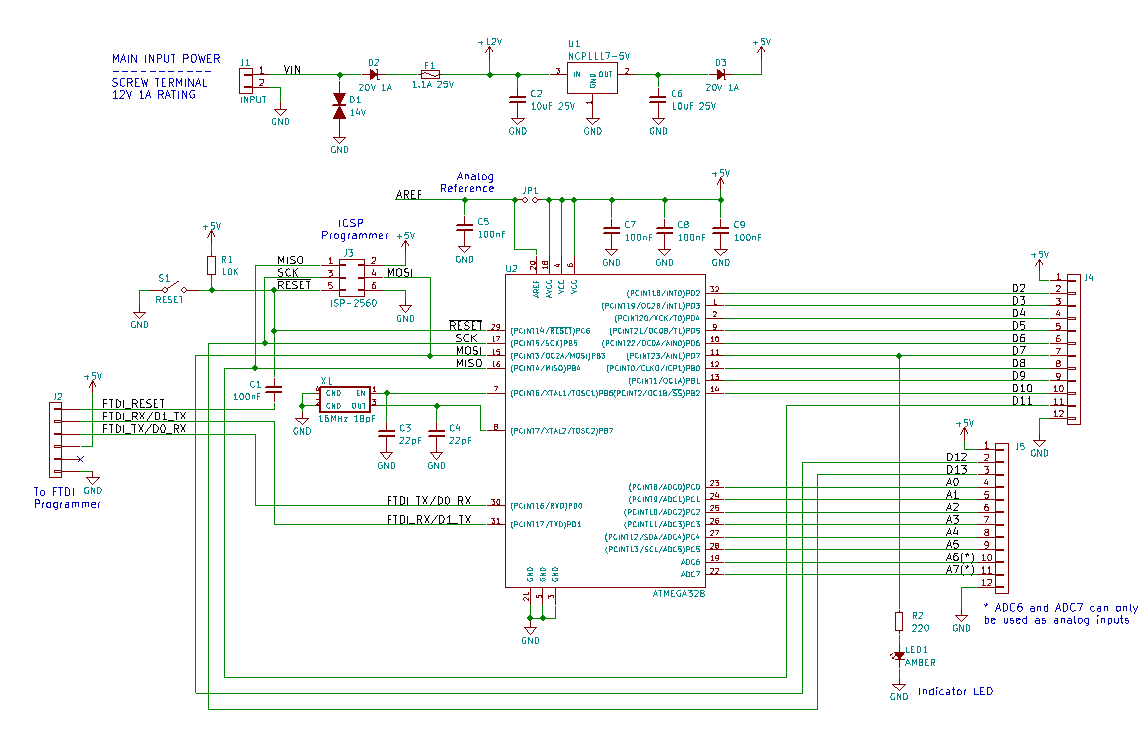 MAIN INPUT POWER
SCREW TERMINAL
12V 1A RATING
J1
1
2
INPUT
VIN
GND
D1
14V
GND
D2
20V 1A
F1
1.1A 25V
+12V
C2
10uF 25V
GND
U1
NCP1117-5V
3
IN
OUT
2
GND
1
GND
C6
10uF 25V
GND
D3
20V 1A
+5V
Analog
Reference
AREF
JP1
C5
100nF
GND
+5V
C7
100nF
GND
C8
100nF
GND
C9
100nF
GND
ICSP
Programmer
+5V
R1
10K
S1
RESET
GND
MISO
SCK
RESET
J3
1
2
3
4
5
6
ISP-2560
MOSI
+5V
GND
C1
100nF
X1
4
GND
EN
1
2
GND
OUT
3
16MHz 18pF
GND
C3
22pF
GND
C4
22pF
GND
J2
+5V
FTDI_RESET
FTDI_RX/D1_TX
FTDI_TX/D0_RX
GND
To FTDI
Programmer
U2
20
18
4
6
AREF
AVCC
VCC
VCC
RESET
29
(PCINT14/RESET)PC6
SCK
17
(PCINT5/SCK)PB5
MOSI
15
(PCINT3/OC2A/MOSI)PB3
MISO
16
(PCINT4/MISO)PB4
7
(PCINT6/XTAL1/TOSC1)PB6
8
(PCINT7/XTAL2/TOSC2)PB7
FTDI_TX/D0_RX
30
(PCINT16/RXD)PD0
FTDI_RX/D1_TX
31
(PCINT17/TXD)PD1
(PCINT18/INT0)PD2
32
(PCINT19/OC2B/INT1)PD3
1
(PCINT20/XCK/T0)PD4
2
(PCINT21/OC0B/T1)PD5
9
(PCINT22/OC0A/AIN0)PD6
10
(PCINT23/AIN1)PD7
11
(PCINT0/CLKO/ICP1)PB0
12
(PCINT1/OC1A)PB1
13
(PCINT2/OC1B/SS)PB2
14
(PCINT8/ADC0)PC0
23
(PCINT9/ADC1)PC1
24
(PCINT10/ADC2)PC2
25
(PCINT11/ADC3)PC3
26
(PCINT12/SDA/ADC4)PC4
27
(PCINT13/SCL/ADC5)PC5
28
ADC6
19
ADC7
22
GND
GND
GND
21
5
3
GND
ATMEGA328
+5V
J4
1
D2
2
D3
3
D4
4
D5
5
D6
6
D7
7
D8
8
D9
9
D10
10
D11
11
12
GND
+5V
J5
1
D12
2
D13
3
A0
4
A1
5
A2
6
A3
7
A4
8
A5
9
A6(*)
10
A7(*)
11
12
GND
* ADC6 and ADC7 can only
be used as analog inputs
R2
220
LED1
AMBER
GND
Indicator LED